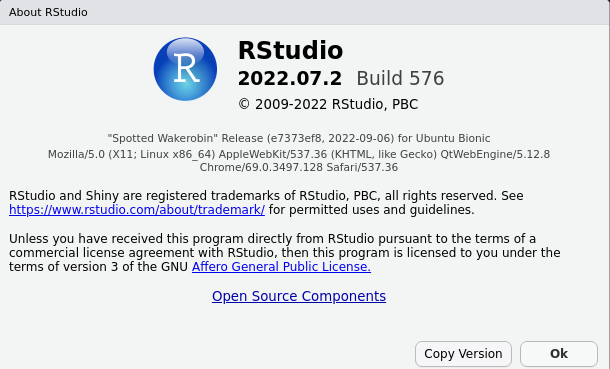 About RStudio
R
RStudio
2022.07.2 Build 576
© 2009-2022 RStudio, PBC
"Spotted Wakerobin" Release (e7373ef8, 2022-09-06) for Ubuntu Bionic
Mozilla/5.0 (X11; Linux x86_64) AppleWebKit/537.36 (KHTML, like Gecko) QtWebEngine/5.12.8
Chrome/69.0.3497.128 Safari/537.36
RStudio and Shiny are registered trademarks of RStudio, PBC, all rights reserved. See
https://www.rstudio.com/about/trademark/ for permitted uses and guidelines.
Unless you have received this program directly from RStudio pursuant to the terms of a
commercial license agreement with RStudio, then this program is licensed to you under the
terms of version 3 of the GNU Affero General Public License.
Open Source Components
Copy Version
Ok